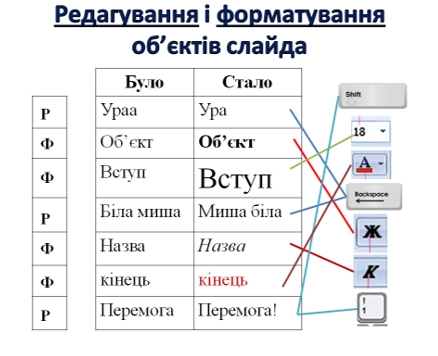 Редагування і форматування
об’єктів слайда
Було Стало
Р Ураа Ура
Ф Об’єкт Об’єкт
Ф Вступ Вступ
Р Біла миша Миша біла
Ф Назва Назва
Ф кінець кінець
Р Перемога Перемога!
Shift
18
А
Backspace
Ж
К
!
1